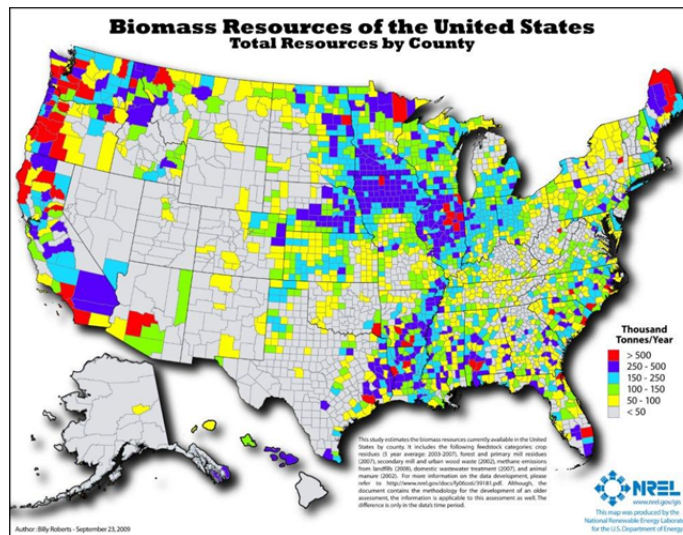 Biomass Resources of the United States
Total Resources by County
Thousand
Tonnes/Year
> 500
250 - 500
150 - 250
100 - 150
50 - 100
< 50
This study estimates the biomass resources currently available in the United
States by county. It includes the following feedstock categories: crop
residues (5 year average: 2003-2007), forest and primary mill residues
(2007), secondary mill and urban wood waste (2002), methane emissions
from landfills (2008), domestic wastewater treatment (2007), and animal
manure (2002). For more information on the data development, please
refer to http://www.nrel.gov/docs/fy06osti/39181.pdf. Although, the
document contains the methodology for the development of an older
assessment, the information is applicable to this assessment as well. The
difference is only in the data's time period.
NREL
www.nrel.gov/gis
This map was produced by the
National Renewable Energy Laborato
for the U.S. Department of Energy
Author : Billy Roberts - September 23, 2009